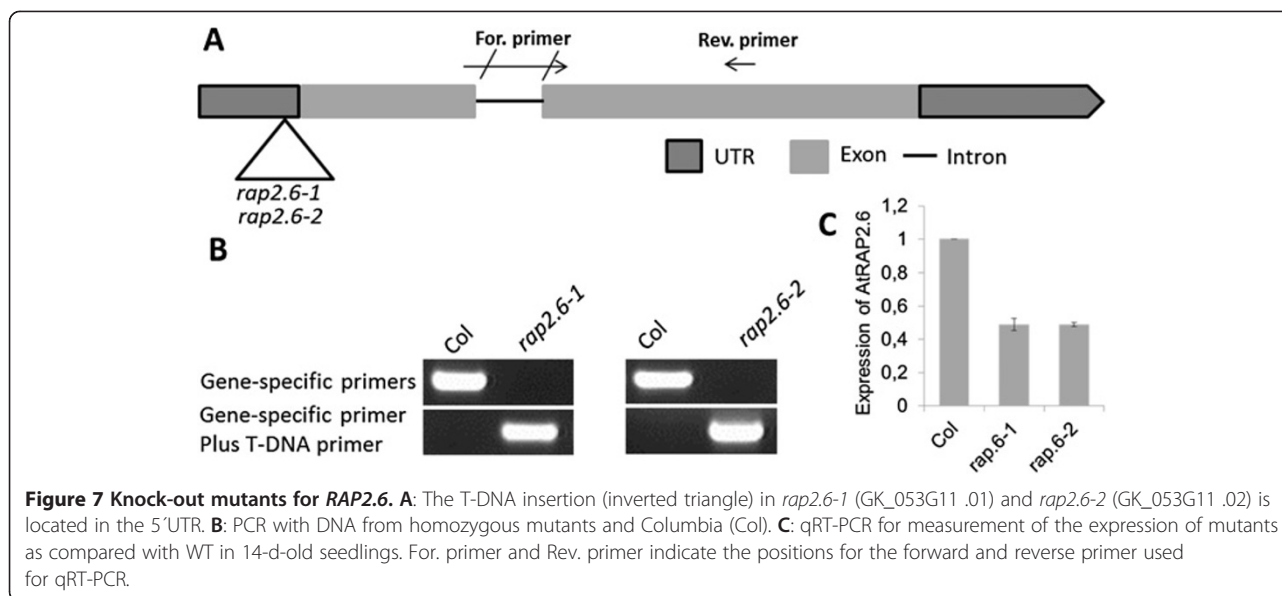 A
For. primer
Rev. primer
UTR
Exon
Intron
rap2.6-1
rap2.6-2
B
Col
rap2.6-1
Col
rap2.6-2
Gene-specific primers
Gene-specific primer
Plus T-DNA primer
C
Expression of AtRAP2.6
1,2
1
0,8
0,6
0,4
0,2
0
Col
rap.6-1
rap.6-2
Figure 7 Knock-out mutants for RAP2.6. A: The T-DNA insertion (inverted triangle) in rap2.6-1 (GK_053G11 .01) and rap2.6-2 (GK_053G11 .02) is
located in the 5´UTR. B: PCR with DNA from homozygous mutants and Columbia (Col). C: qRT-PCR for measurement of the expression of mutants
as compared with WT in 14-d-old seedlings. For. primer and Rev. primer indicate the positions for the forward and reverse primer used
for qRT-PCR.